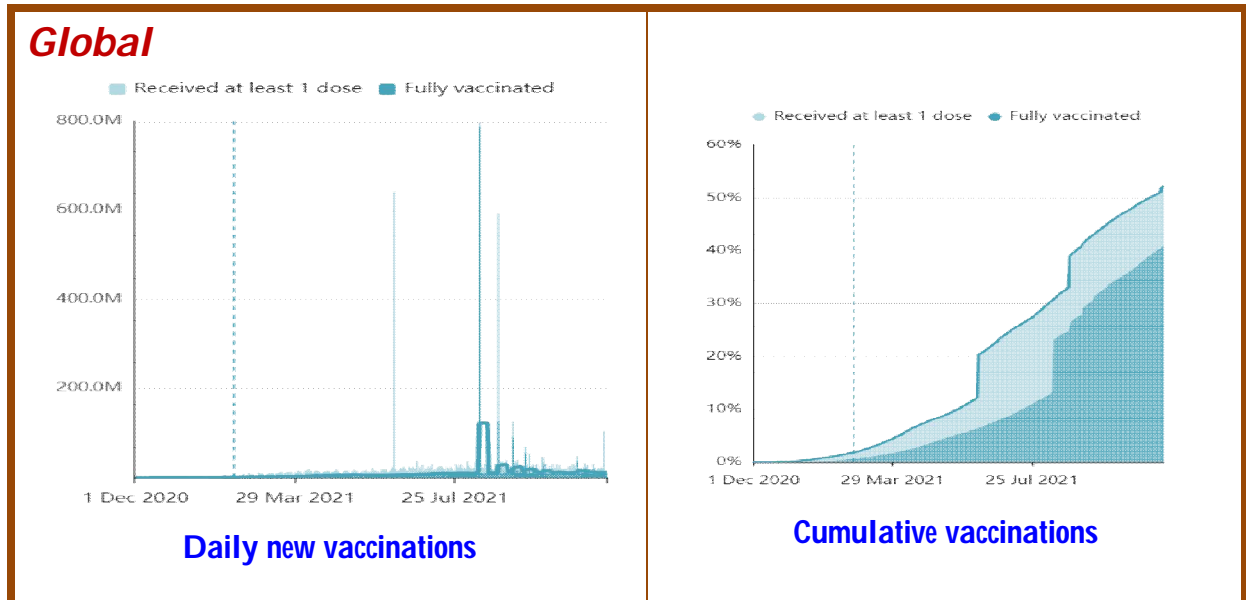 Global
Received at least 1 dose Fully vaccinated
800.0M
600.0M
400.0M
200.0M
1 Dec 2020 29 Mar 2021 25 Jul 2021
Daily new vaccinations
Received at least 1 dose Fully vaccinated
60%
50%
40%
30%
20%
10%
0%
1 Dec 2020 29 Mar 2021 25 Jul 2021
Cumulative vaccinations